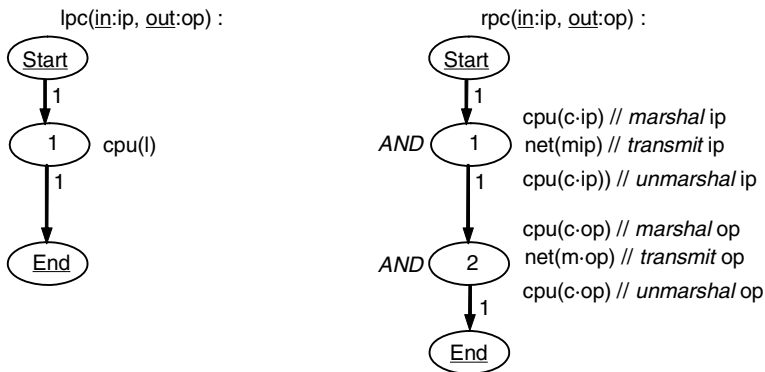 lpc(in:ip, out:op) :
Start
1
1
cpu(l)
1
End
rpc(in:ip, out:op) :
Start
1
cpu(c·ip) // marshal ip
AND 1 net(mip) // transmit ip
1 cpu(c·ip)) // unmarshal ip
cpu(c·op) // marshal op
AND 2 net(m·op) // transmit op
1 cpu(c·op) // unmarshal op
End